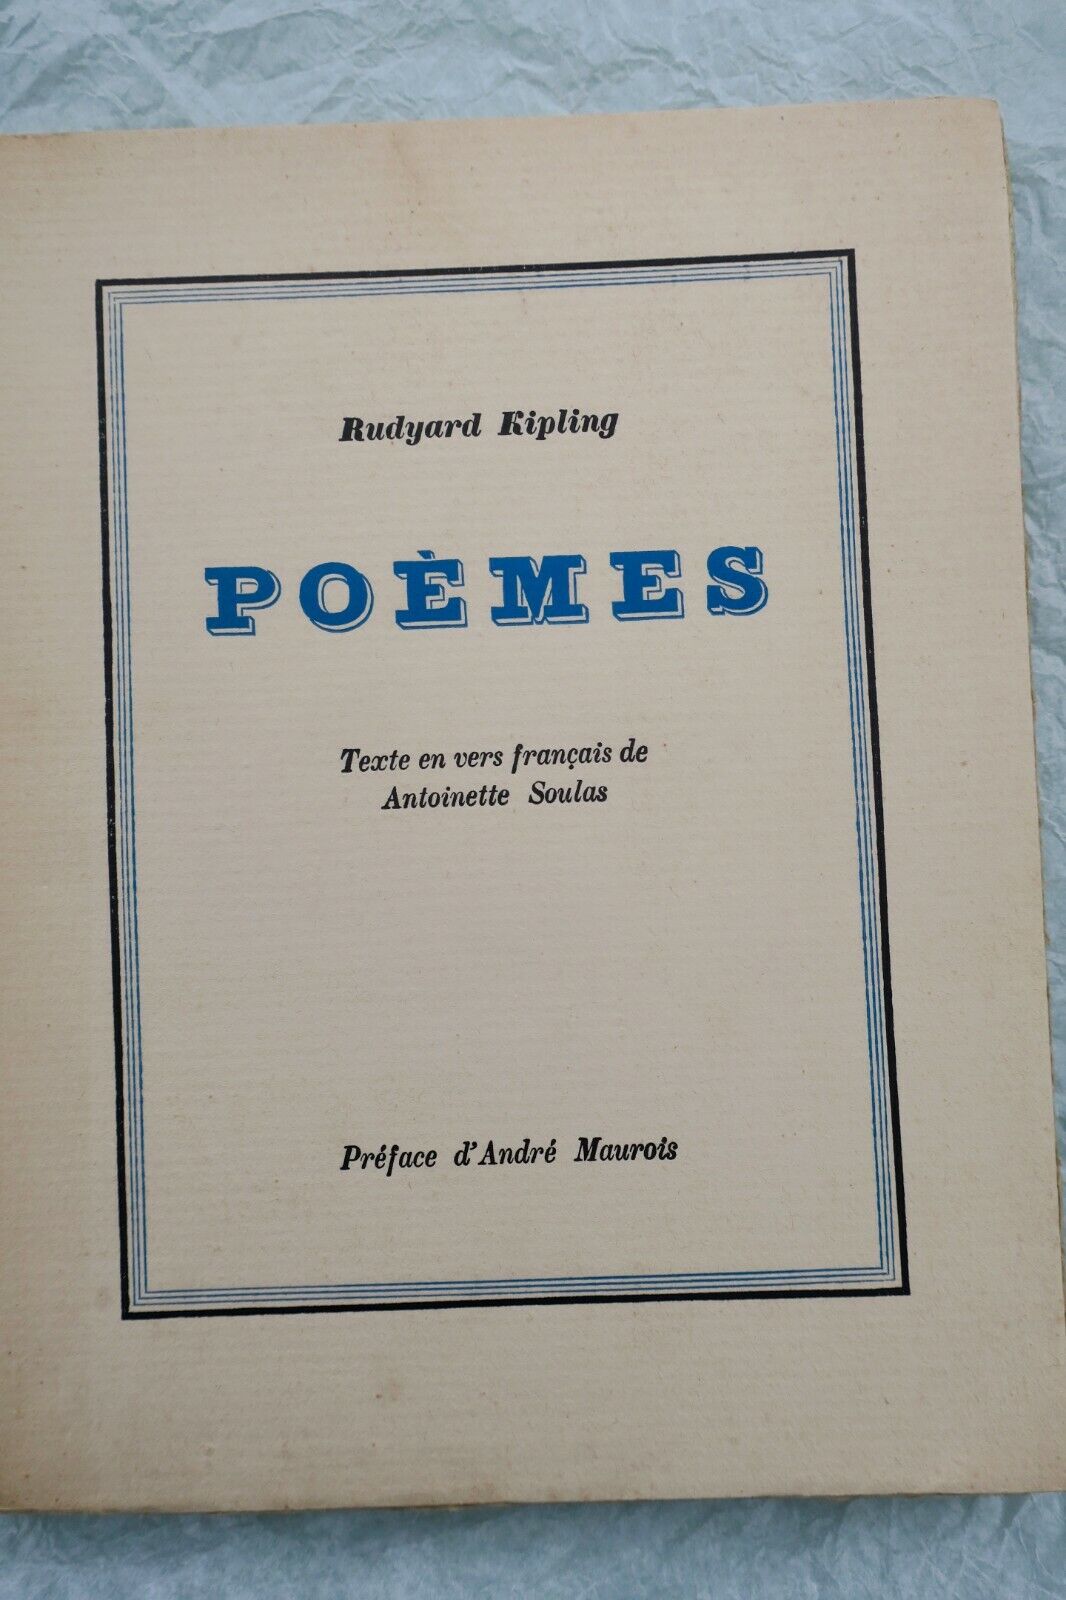 Rudyard Kipling
POÈMES
Texte en vers français de
Antoinette Soulas
Préface d'André Maurois